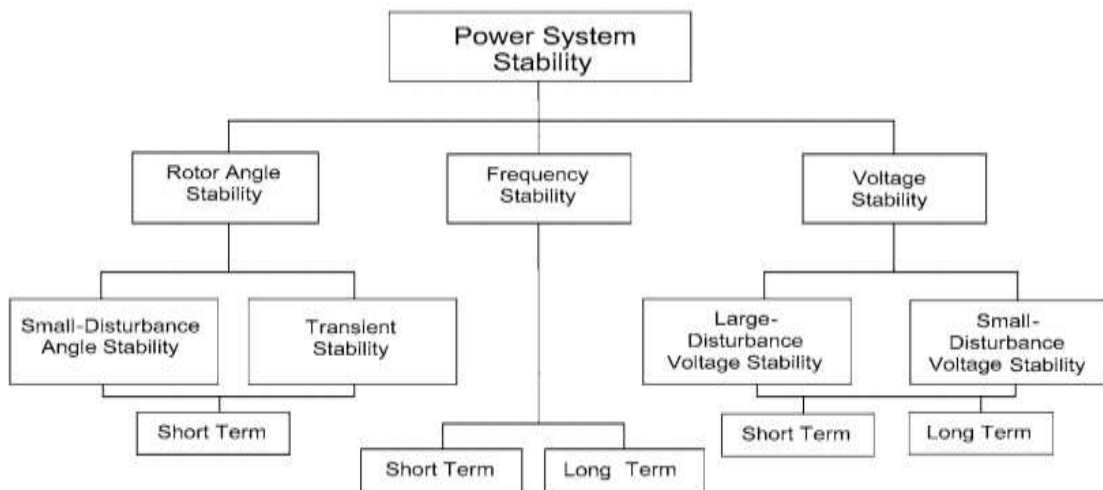 Power System
Stability
Rotor Angle
Stability
Frequency
Stability
Voltage
Stability
Small-Disturbance
Angle Stability
Transient
Stability
Large-
Disturbance
Voltage Stability
Small-
Disturbance
Voltage Stability
Short Term
Short Term
Long Term
Short Term
Long Term